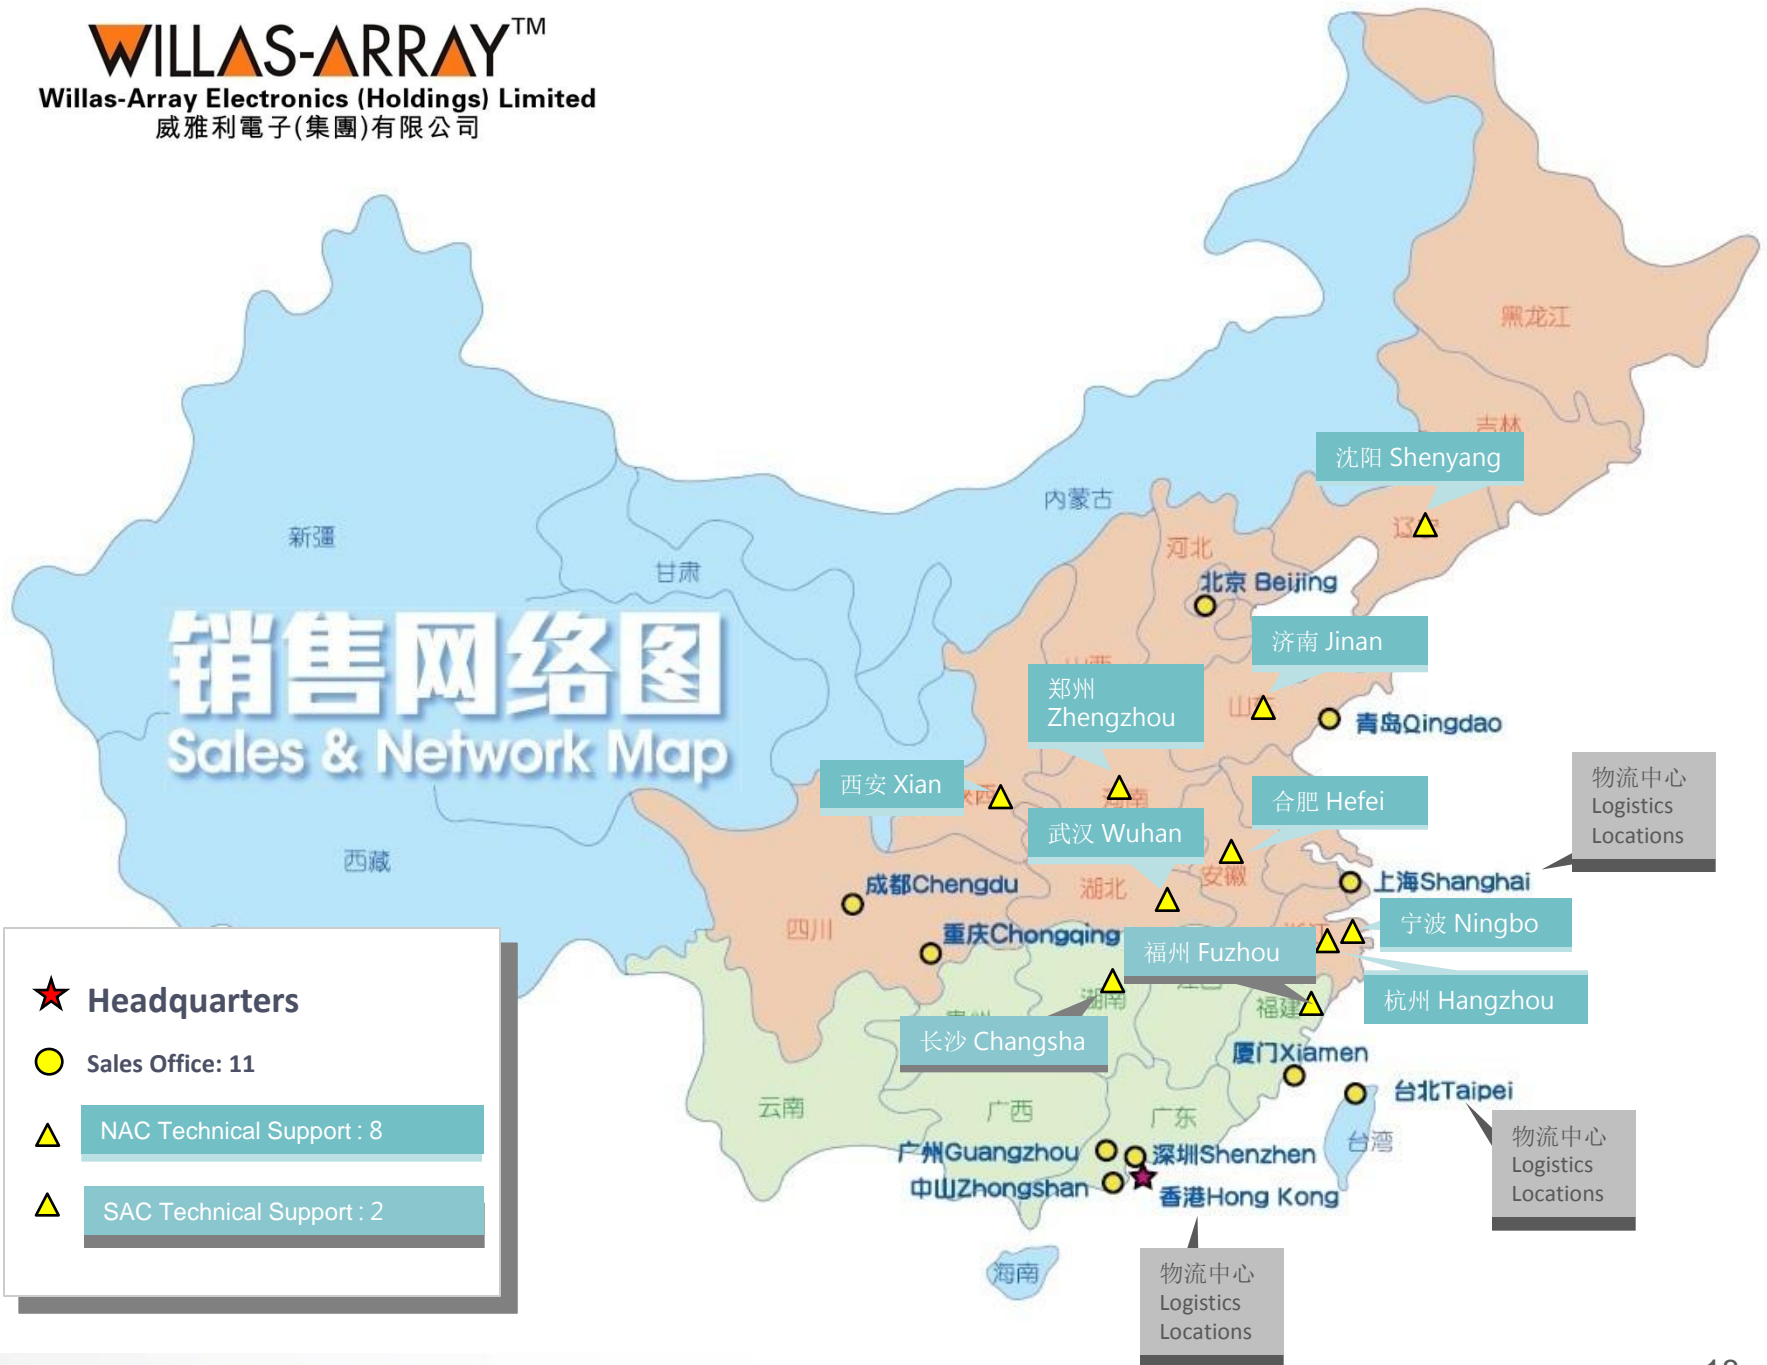 WILLAS-ARRAY™
Willas-Array Electronics (Holdings) Limited
威雅利電子(集團)有限公司
黑龙江
吉林
沈阳 Shenyang
内蒙古
新疆
河北
甘肃
北京 Beijing
销售网络图
Sales & Network Map
济南 Jinan
郑州
Zhengzhou
青岛Qingdao
西安 Xian
合肥 Hefei
物流中心
Logistics
Locations
武汉 Wuhan
西藏
成都Chengdu
湖北
安徽
上海Shanghai
四川
重庆Chongqing
宁波 Ningbo
福州 Fuzhou
杭州 Hangzhou
湖南
福建
长沙 Changsha
厦门Xiamen
台北Taipei
云南
广西
广东
台湾
物流中心
Logistics
Locations
广州Guangzhou
深圳Shenzhen
中山Zhongshan
香港Hong Kong
海南
物流中心
Logistics
Locations
Headquarters
Sales Office: 11
NAC Technical Support : 8
SAC Technical Support : 2